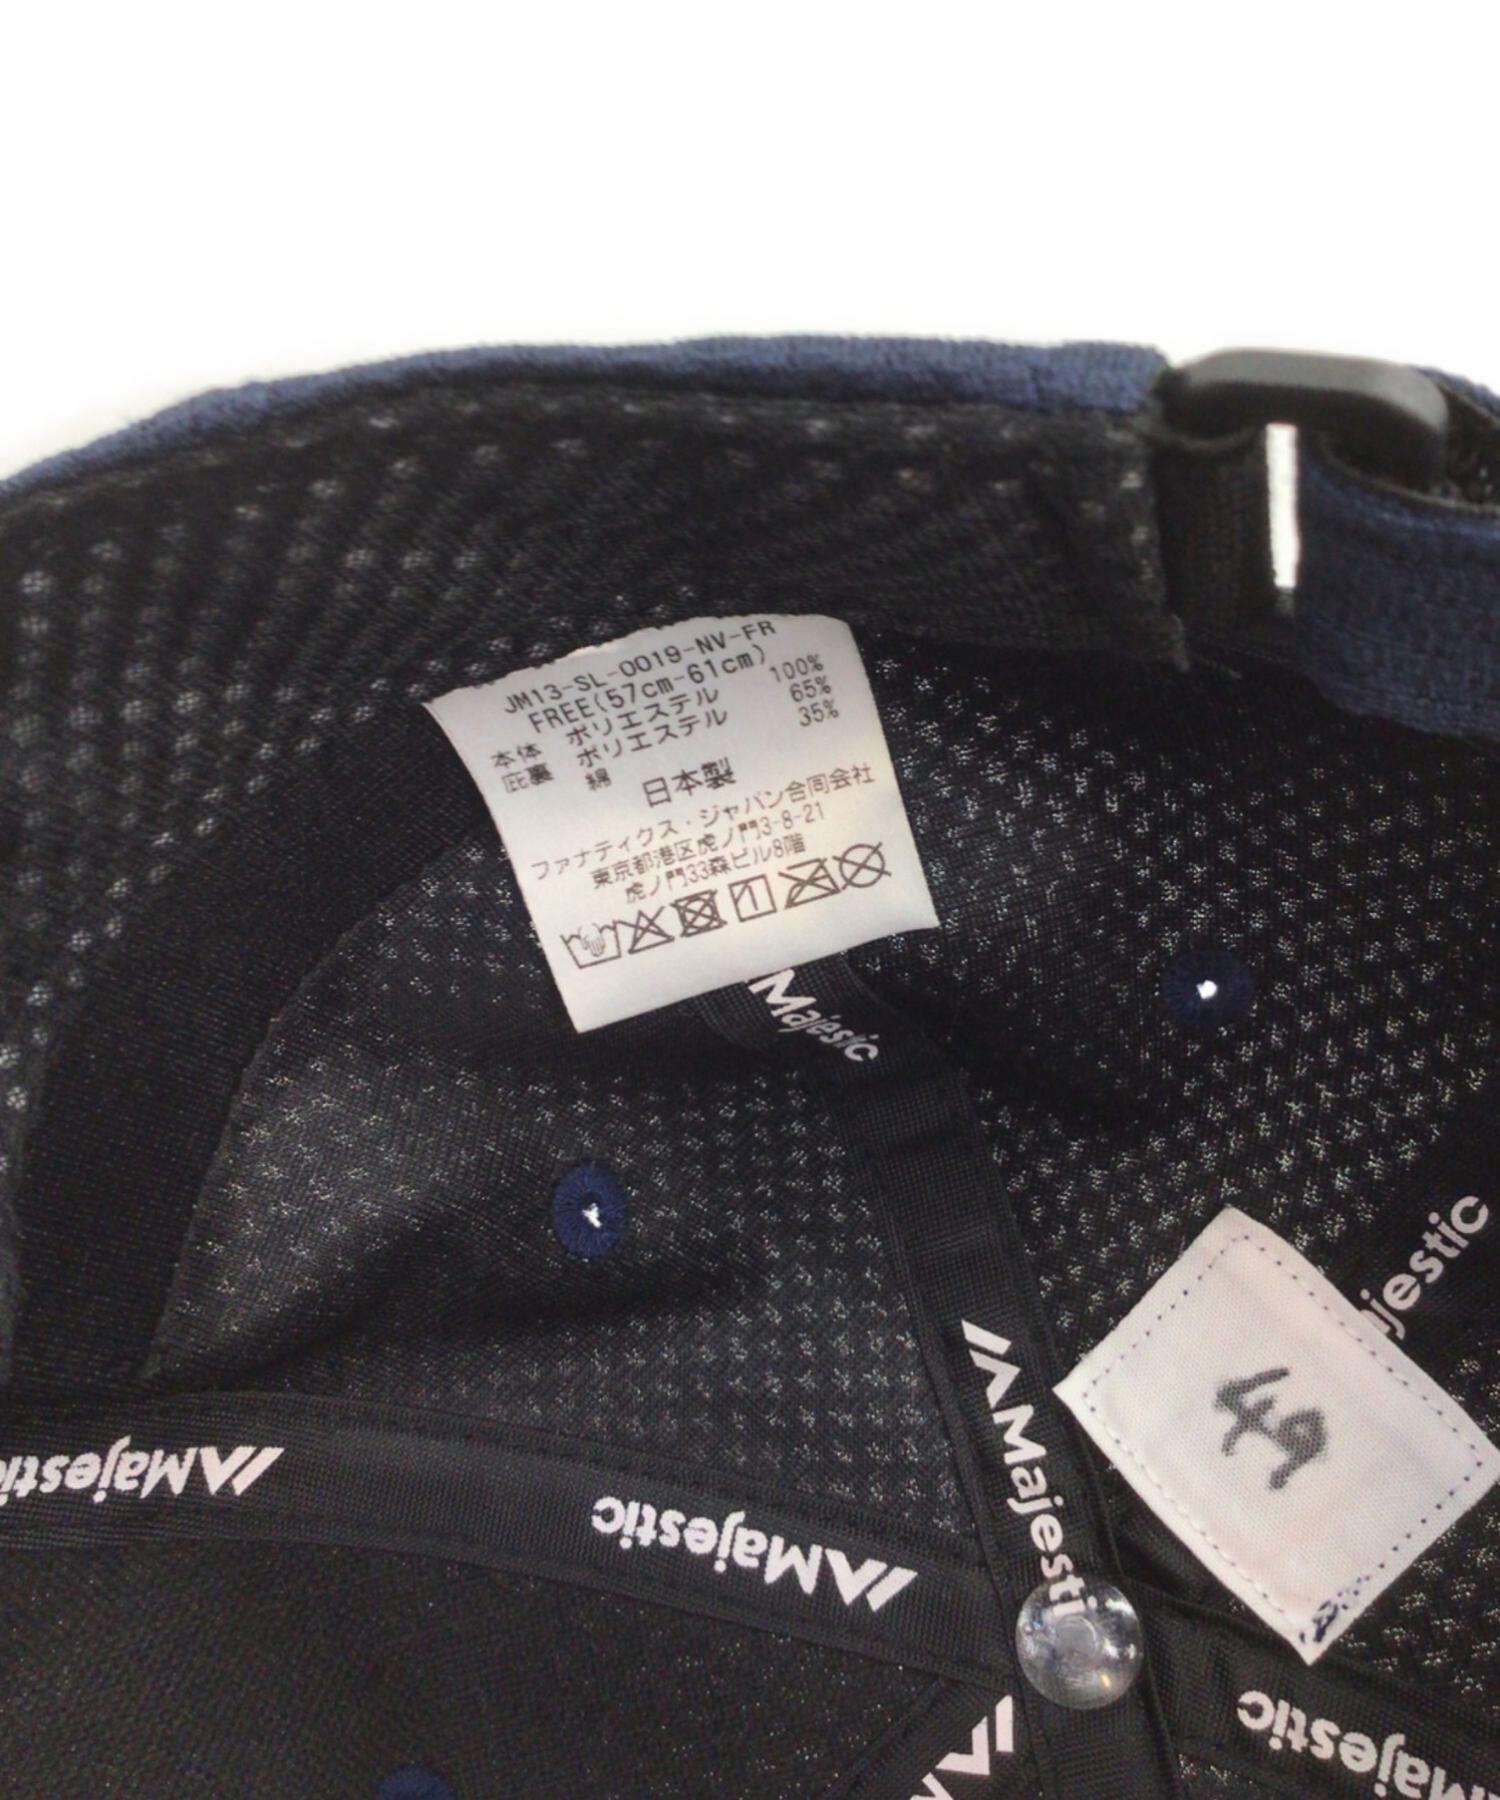 JM13-SL-0019-NV-FR
FREE(57cm-61cm)
本体 ポリエステル 100%
庇裏 ポリエステル 65%
綿 35%
日本製
ファナティクス・ジャパン合同会社
東京都港区虎ノ門3-8-21
虎ノ門33森ビル8階
1
Majestic
Majestic
Majesti
Majestic
Majestic
Majestic